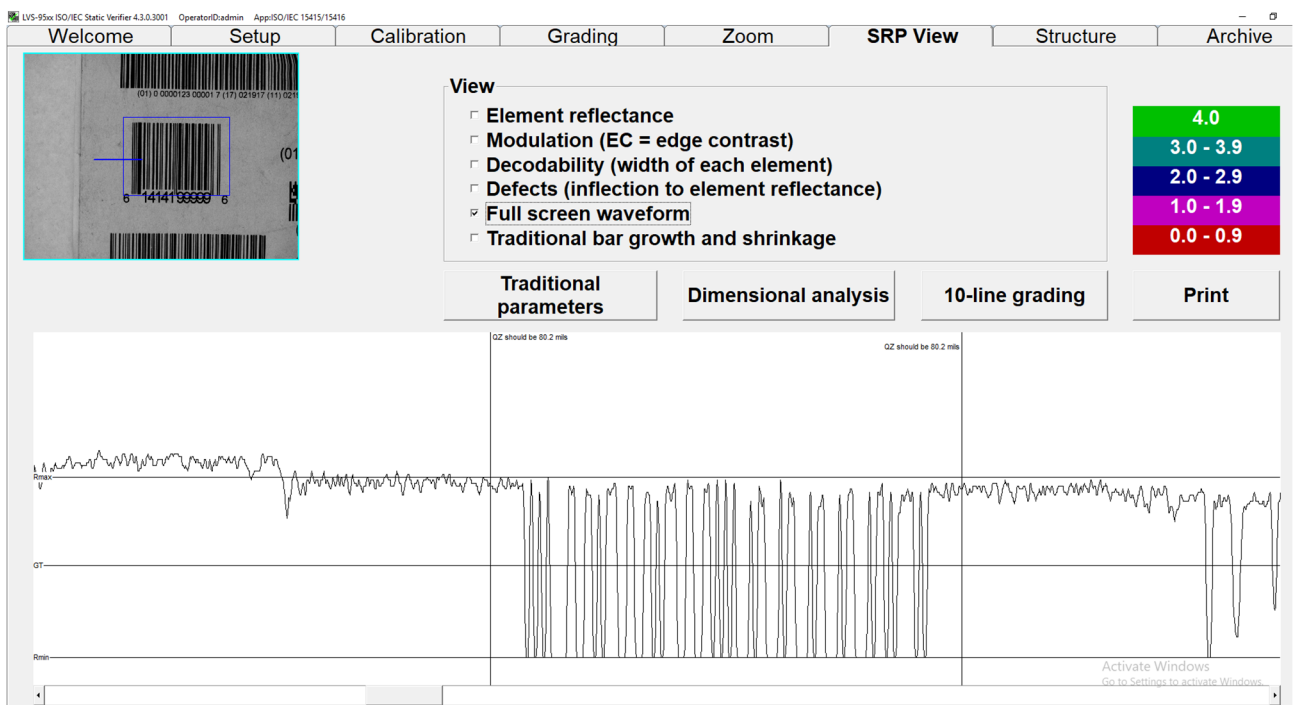 LVS-95xx ISO/IEC Static Verifier 4.3.0.3001 OperatorID:admin App:ISO/IEC 15415/15416
Welcome Setup Calibration Grading Zoom SRP View Structure Archive
(01) 0 0000123 00001 7 (17) 021917 (11) 021
(01
6 14141 99999 6
View
Element reflectance
Modulation (EC = edge contrast)
Decodability (width of each element)
Defects (inflection to element reflectance)
Full screen waveform
Traditional bar growth and shrinkage
4.0
3.0 - 3.9
2.0 - 2.9
1.0 - 1.9
0.0 - 0.9
Traditional
parameters
Dimensional analysis
10-line grading
Print
QZ should be 80.2 mils
QZ should be 80.2 mils
Rmax
GT
Rmin
Activate Windows
Go to Settings to activate Windows.